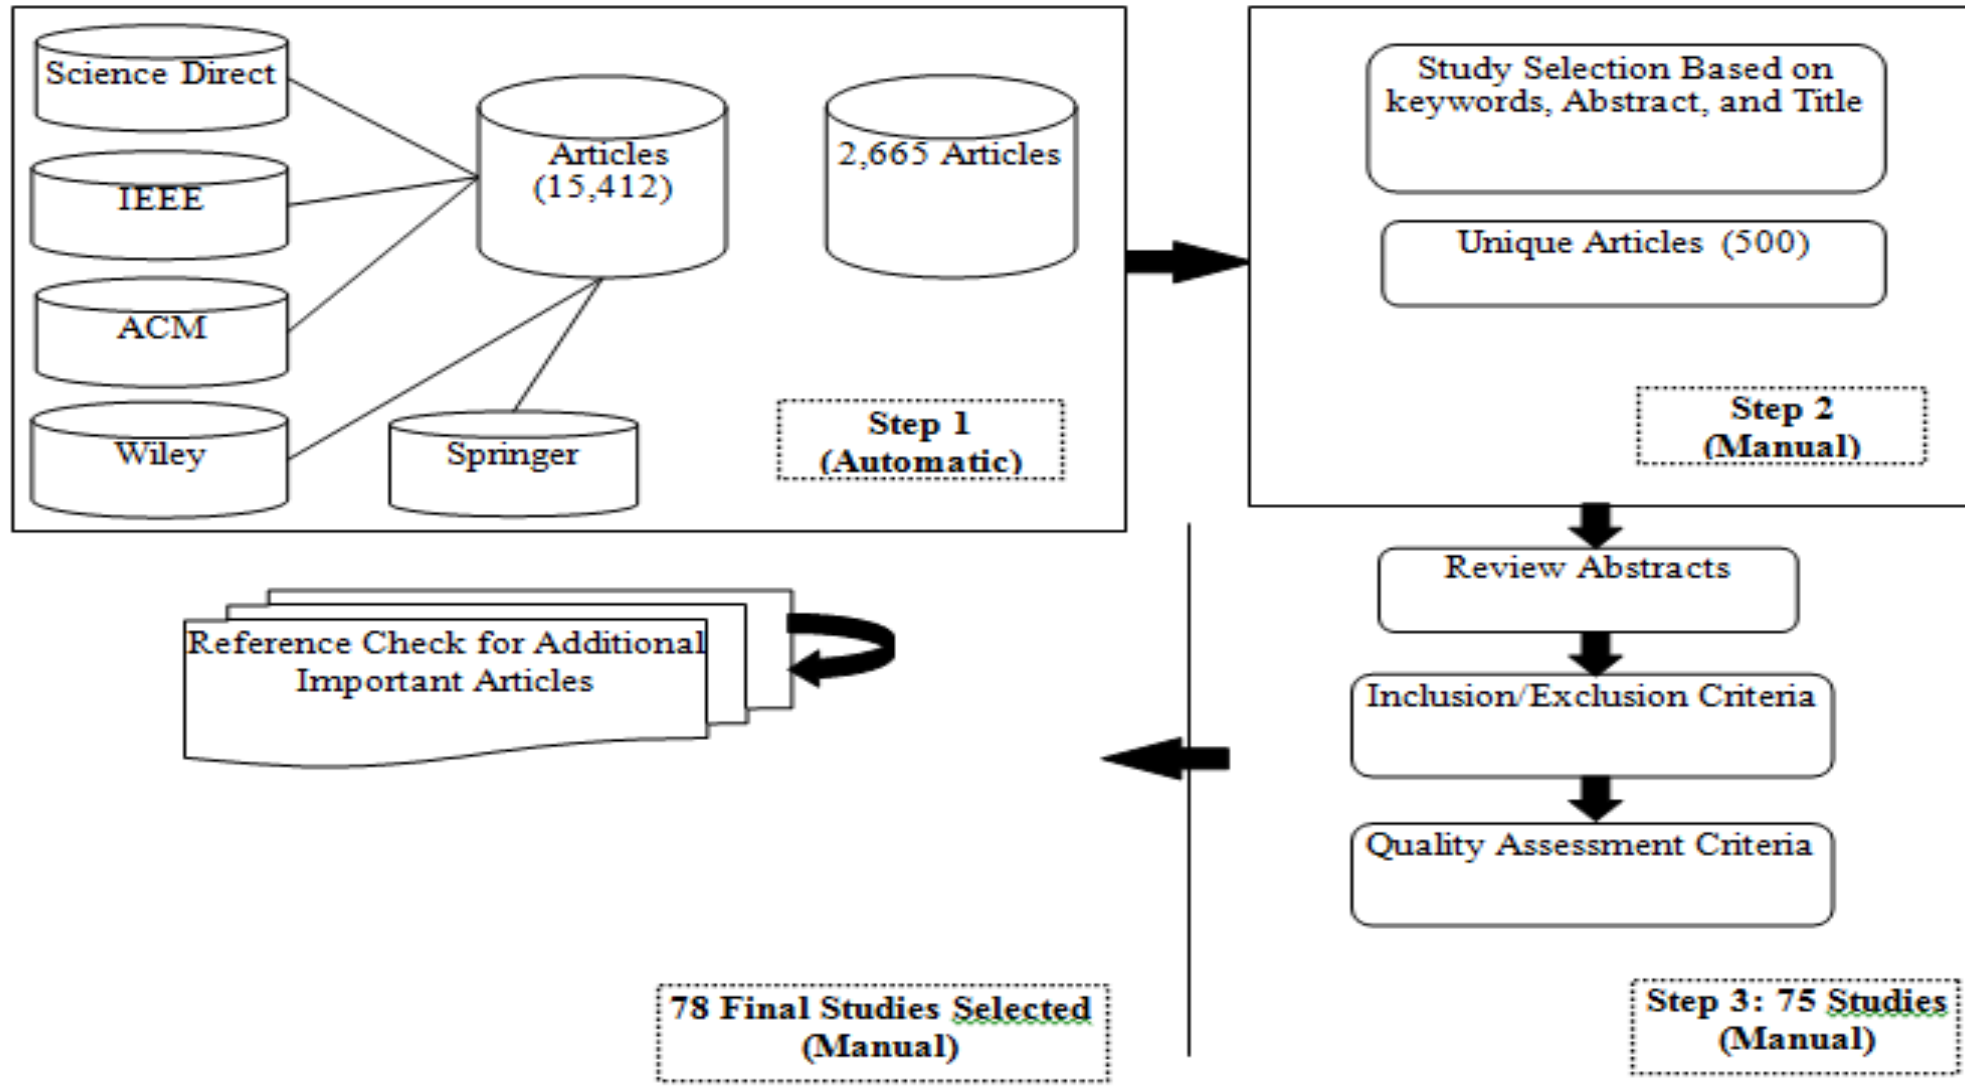 Science Direct
IEEE
ACM
Wiley
Springer
Articles
(15,412)
2,665 Articles
Step 1
(Automatic)
Study Selection Based on
keywords, Abstract, and Title
Unique Articles (500)
Step 2
(Manual)
Review Abstracts
Inclusion/Exclusion Criteria
Quality Assessment Criteria
Step 3: 75 Studies
(Manual)
Reference Check for Additional
Important Articles
78 Final Studies Selected
(Manual)